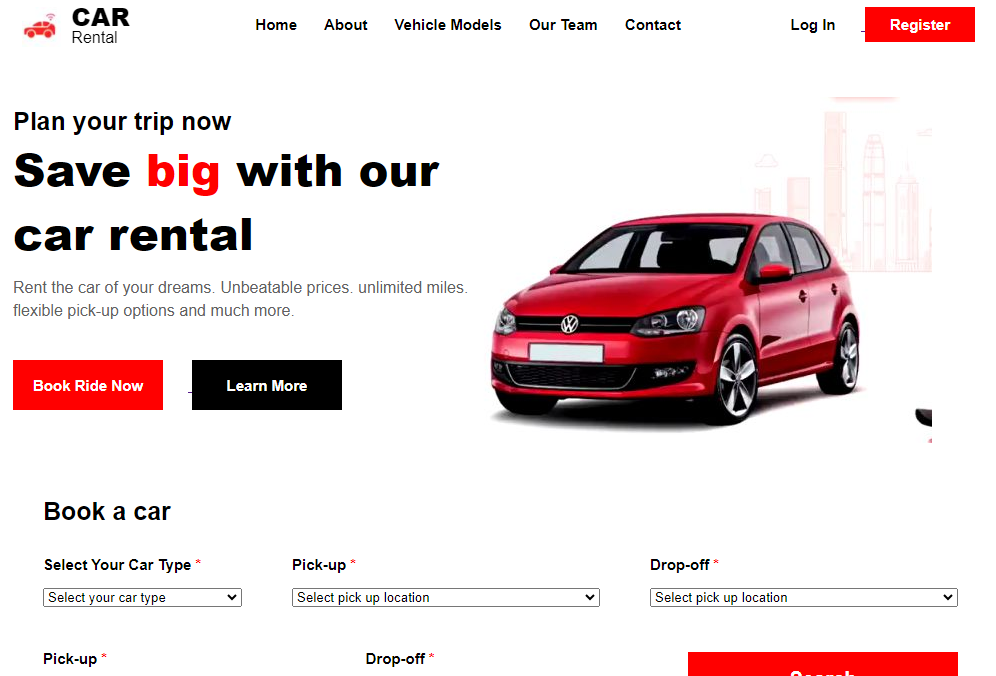 CAR
Rental
Home About Vehicle Models Our Team Contact Log In Register
Plan your trip now
Save big with our
car rental
Rent the car of your dreams. Unbeatable prices. unlimited miles.
flexible pick-up options and much more.
Book Ride Now Learn More
Book a car
Select Your Car Type * Pick-up * Drop-off *
Select your car type Select pick up location Select pick up location
Pick-up * Drop-off * Search